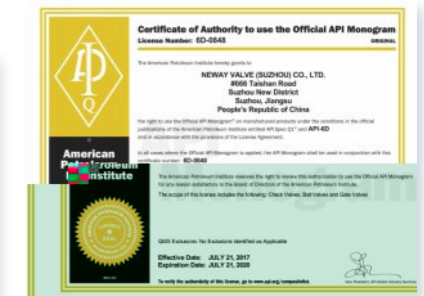 API
Q
Certificate of Authority to use the Official API Monogram
License Number: 6D-0848
ORIGINAL
The American Petroleum Institute hereby grants to
NEWAY VALVE (SUZHOU) CO., LTD.
#666 Taishan Road
Suzhou New District
Suzhou, Jiangsu
People's Republic of China
the right to use the Official API Monogram® on manufactured products under the conditions in the official
publications of the American Petroleum Institute entitled API Spec Q1® and API-6D
and in accordance with the provisions of the License Agreement.
In all cases where the Official API Monogram is applied, the API Monogram shall be used in conjunction with this
certificate number: 6D-0848
American
Petroleum
Institute
The American Petroleum Institute reserves the right to revoke this authorization to use the Official API Monogram
for any reason satisfactory to the Board of Directors of the American Petroleum Institute.
The scope of this license includes the following: Check Valves, Ball Valves and Gate Valves
QMS Exclusions: No Exclusions Identified as Applicable
Effective Date: JULY 21, 2017
Expiration Date: JULY 21, 2020
To verify the authenticity of this license, go to www.api.org/compositelist.